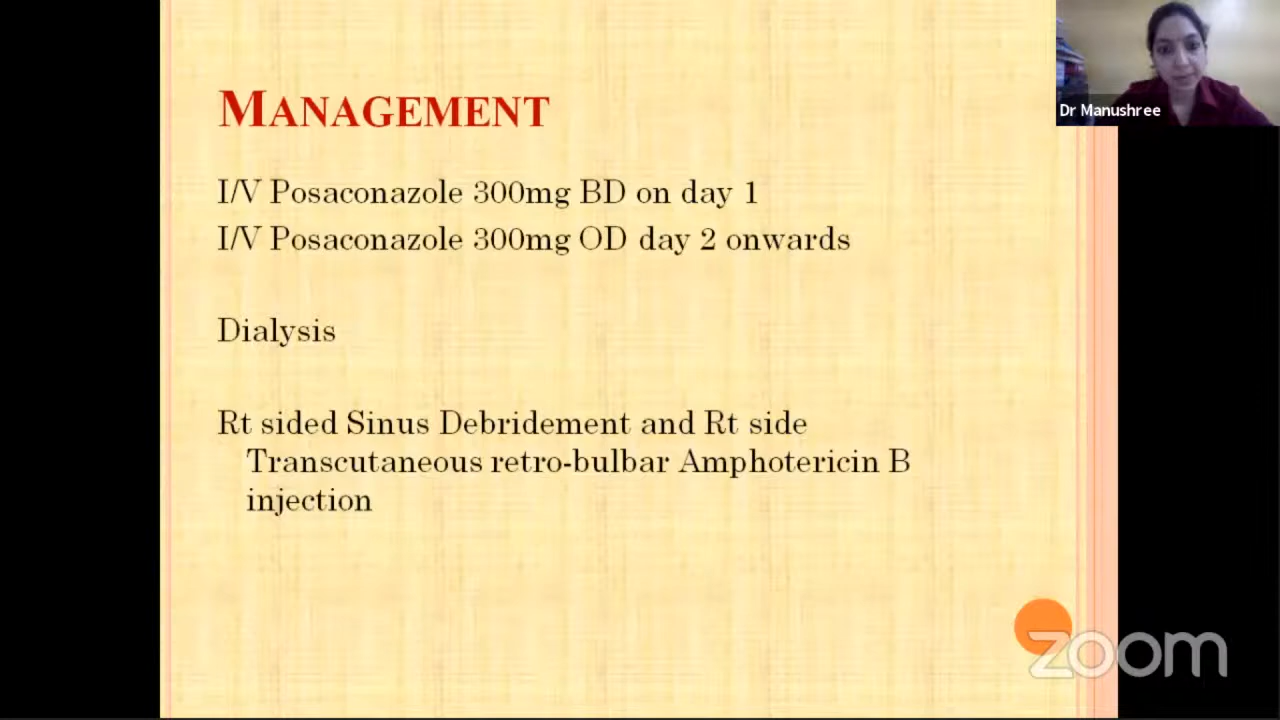 MANAGEMENT
I/V Posaconazole 300mg BD on day 1
I/V Posaconazole 300mg OD day 2 onwards
Dialysis
Rt sided Sinus Debridement and Rt side
Transcutaneous retro-bulbar Amphotericin B
injection
Dr Manushree
zoom